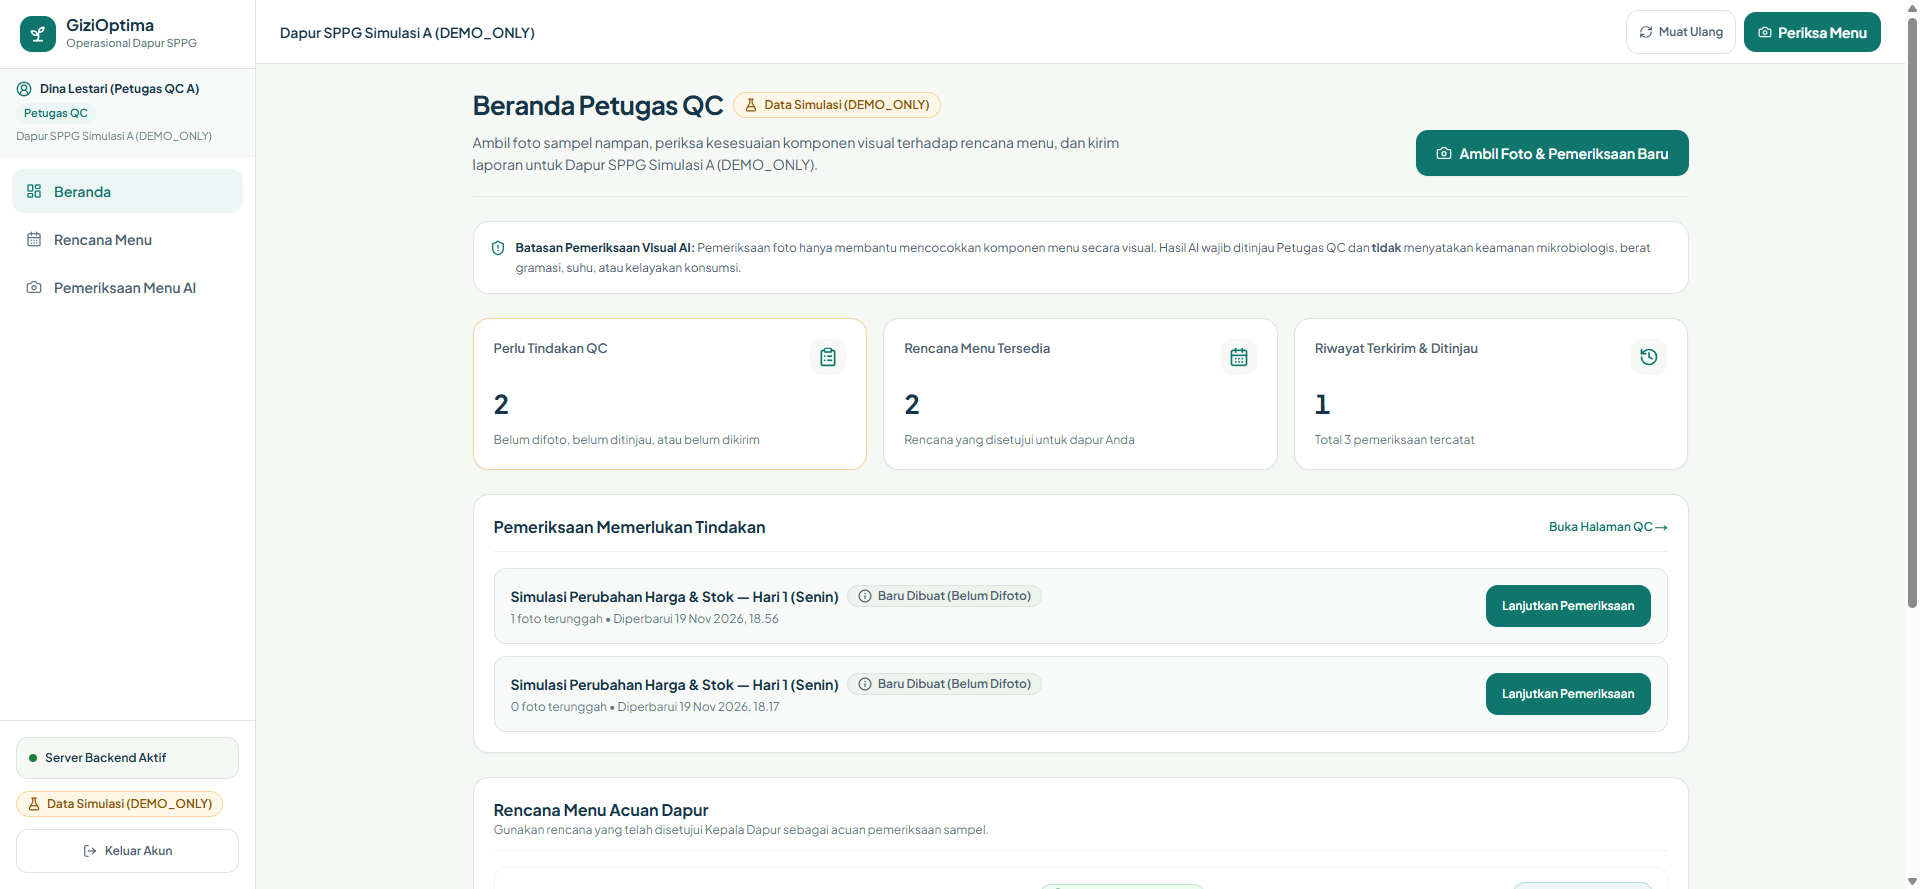 GiziOptima
Operasional Dapur SPPG
Dina Lestari (Petugas QC A)
Petugas QC
Dapur SPPG Simulasi A (DEMO_ONLY)
Beranda
Rencana Menu
Pemeriksaan Menu AI
Server Backend Aktif
Data Simulasi (DEMO_ONLY)
Keluar Akun
Dapur SPPG Simulasi A (DEMO_ONLY)
Muat Ulang
Periksa Menu
Beranda Petugas QC
Data Simulasi (DEMO_ONLY)
Ambil foto sampel nampan, periksa kesesuaian komponen visual terhadap rencana menu, dan kirim
laporan untuk Dapur SPPG Simulasi A (DEMO_ONLY).
Ambil Foto & Pemeriksaan Baru
Batasan Pemeriksaan Visual AI: Pemeriksaan foto hanya membantu mencocokkan komponen menu secara visual. Hasil AI wajib ditinjau Petugas QC dan tidak menyatakan keamanan mikrobiologis, berat
gramasi, suhu, atau kelayakan konsumsi.
Perlu Tindakan QC
2
Belum difoto, belum ditinjau, atau belum dikirim
Rencana Menu Tersedia
2
Rencana yang disetujui untuk dapur Anda
Riwayat Terkirim & Ditinjau
1
Total 3 pemeriksaan tercatat
Pemeriksaan Memerlukan Tindakan
Buka Halaman QC →
Simulasi Perubahan Harga & Stok — Hari 1 (Senin)
Baru Dibuat (Belum Difoto)
1 foto terunggah • Diperbarui 19 Nov 2026, 18.56
Lanjutkan Pemeriksaan
Simulasi Perubahan Harga & Stok — Hari 1 (Senin)
Baru Dibuat (Belum Difoto)
0 foto terunggah • Diperbarui 19 Nov 2026, 18.17
Lanjutkan Pemeriksaan
Rencana Menu Acuan Dapur
Gunakan rencana yang telah disetujui Kepala Dapur sebagai acuan pemeriksaan sampel.